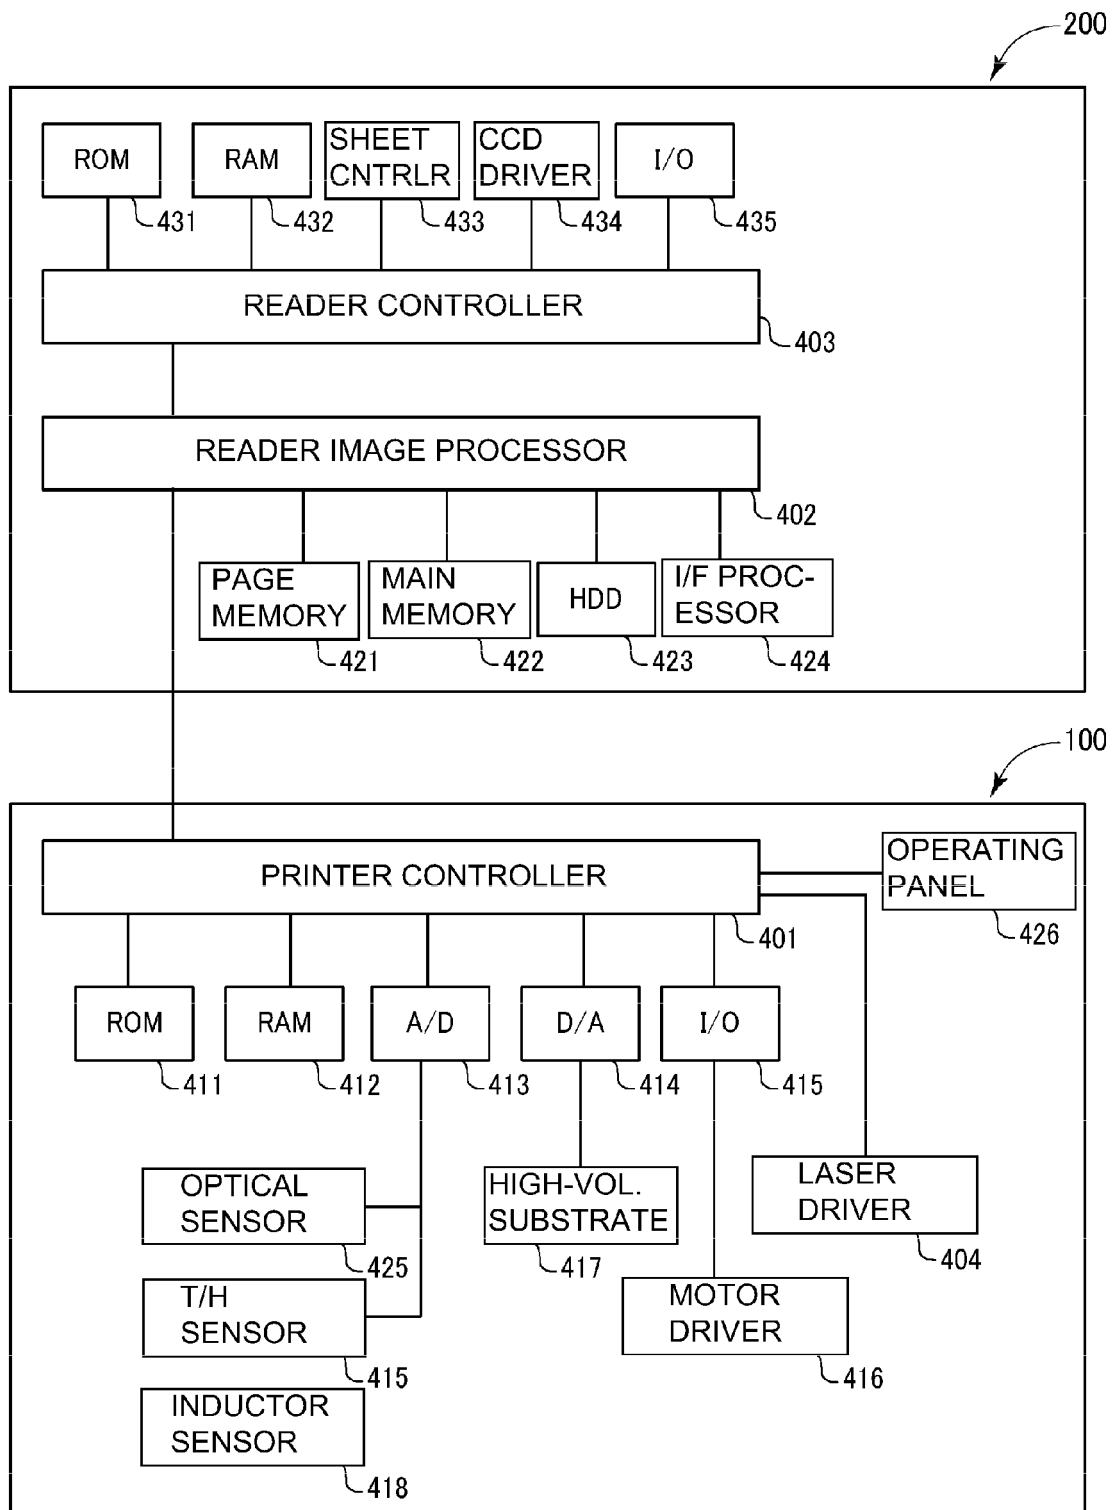 200
ROM
RAM
SHEET
CNTRLR
CCD
DRIVER
I/O
431
432
433
434
435
READER CONTROLLER
403
READER IMAGE PROCESSOR
402
PAGE
MEMORY
MAIN
MEMORY
HDD
I/F PROC-
ESSOR
421
422
423
424
100
PRINTER CONTROLLER
OPERATING
PANEL
401
426
ROM
RAM
A/D
D/A
I/O
411
412
413
414
415
OPTICAL
SENSOR
425
HIGH-VOL.
SUBSTRATE
417
LASER
DRIVER
404
T/H
SENSOR
415
MOTOR
DRIVER
416
INDUCTOR
SENSOR
418